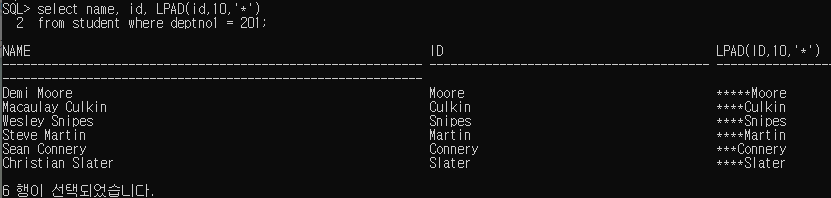 SQL> select name, id, LPAD(id,10,'*')
  2  from student where deptno1 = 201;
NAME ID LPAD(ID,10,'*')
------------------------------------------------------------ ---------------------------------------- ----------------
------------------------------------------------------------
Demi Moore Moore *****Moore
Macaulay Culkin Culkin ****Culkin
Wesley Snipes Snipes ****Snipes
Steve Martin Martin ****Martin
Sean Connery Connery ***Connery
Christian Slater Slater ****Slater
6 행이 선택되었습니다.